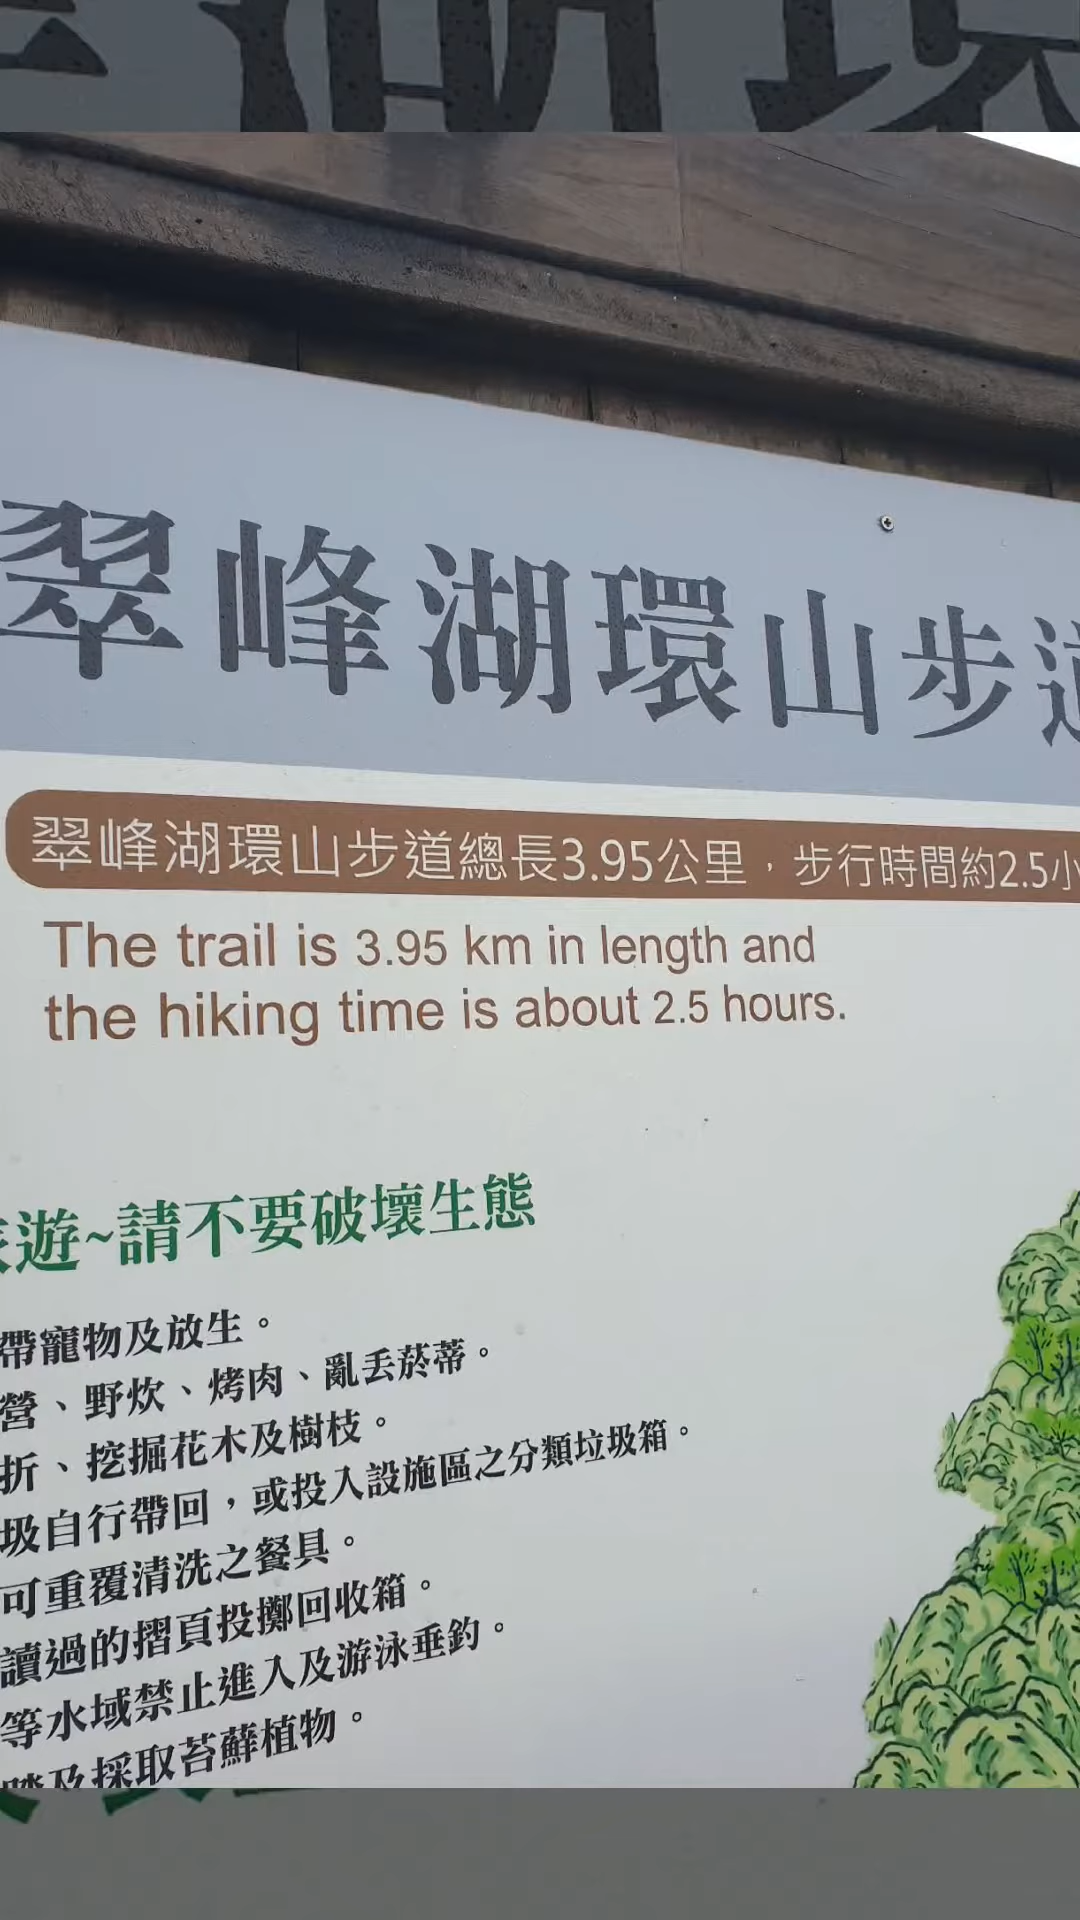 翠峰湖環山步道
翠峰湖環山步道總長3.95公里，步行時間約2.5小
The trail is 3.95 km in length and
the hiking time is about 2.5 hours.
遊~請不要破壞生態
帶寵物及放生。
營、野炊、烤肉、亂丟菸蒂。
折、挖掘花木及樹枝。
圾自行帶回，或投入設施區之分類垃圾箱。
可重覆清洗之餐具。
讀過的摺頁投擲回收箱。
等水域禁止進入及游泳垂釣。
踏及採取苔蘚植物。